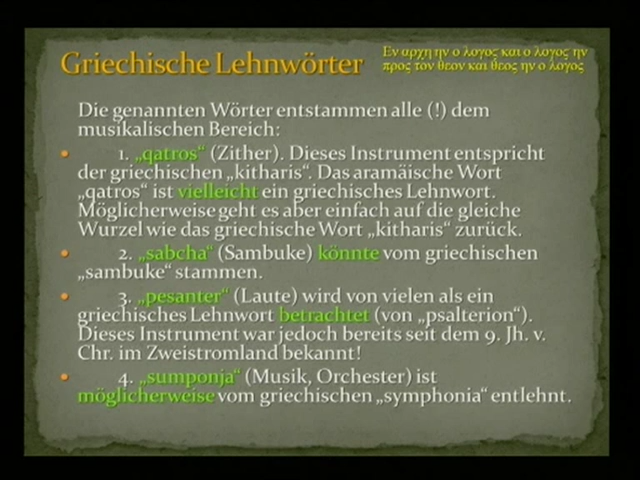 Griechische Lehnwörter
Εν αρχη ην ο λογος και ο λογος ην
προς τον θεον και θεος ην ο λογος
Die genannten Wörter entstammen alle (!) dem
musikalischen Bereich:
• 1. „qatros“ (Zither). Dieses Instrument entspricht
der griechischen „kitharis“. Das aramäische Wort
„qatros“ ist vielleicht ein griechisches Lehnwort.
Möglicherweise geht es aber einfach auf die gleiche
Wurzel wie das griechische Wort „kitharis“ zurück.
• 2. „sabcha“ (Sambuke) könnte vom griechischen
„sambuke“ stammen.
• 3. „pesanter“ (Laute) wird von vielen als ein
griechisches Lehnwort betrachtet (von „psalterion“).
Dieses Instrument war jedoch bereits seit dem 9. Jh. v.
Chr. im Zweistromland bekannt!
• 4. „sumponja“ (Musik, Orchester) ist
möglicherweise vom griechischen „symphonia“ entlehnt.